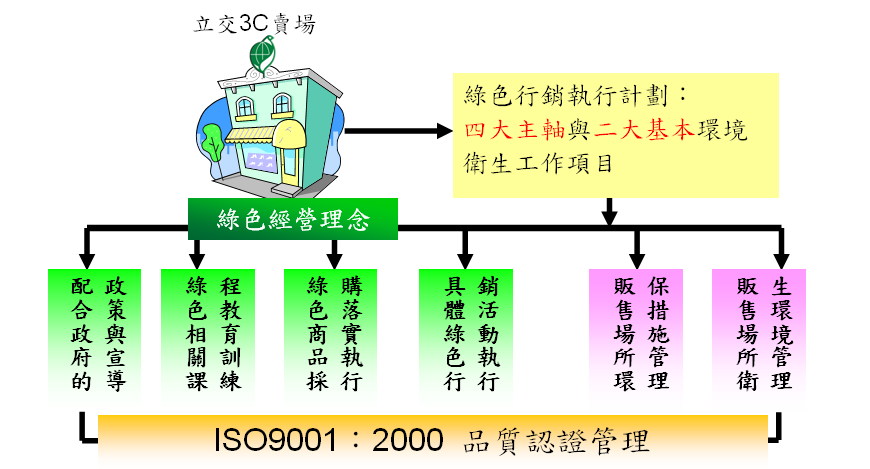 立交3C賣場
綠色行銷執行計劃：
四大主軸與二大基本環境
衛生工作項目
綠色經營理念
配合政府的
政策與宣導
綠色相關課
程教育訓練
綠色商品採
購落實執行
具體綠色行
銷活動執行
販售場所環
保措施管理
販售場所衛
生環境管理
ISO9001：2000 品質認證管理